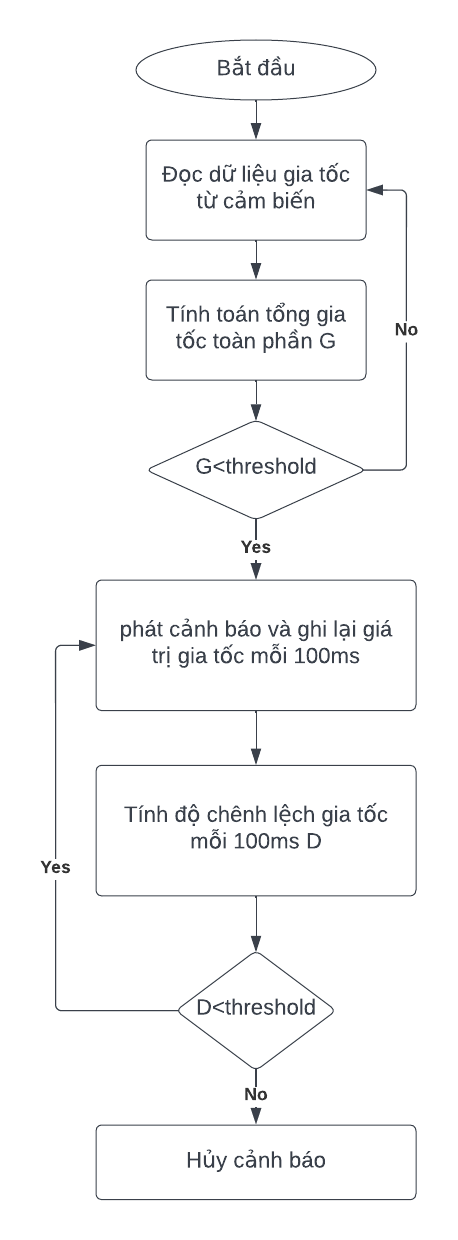 Bắt đầu
Đọc dữ liệu gia tốc
từ cảm biến
Tính toán tổng gia
tốc toàn phần G
No
G<threshold
Yes
phát cảnh báo và ghi lại giá
trị gia tốc mỗi 100ms
Tính độ chênh lệch gia tốc
mỗi 100ms D
Yes
D<threshold
No
Hủy cảnh báo